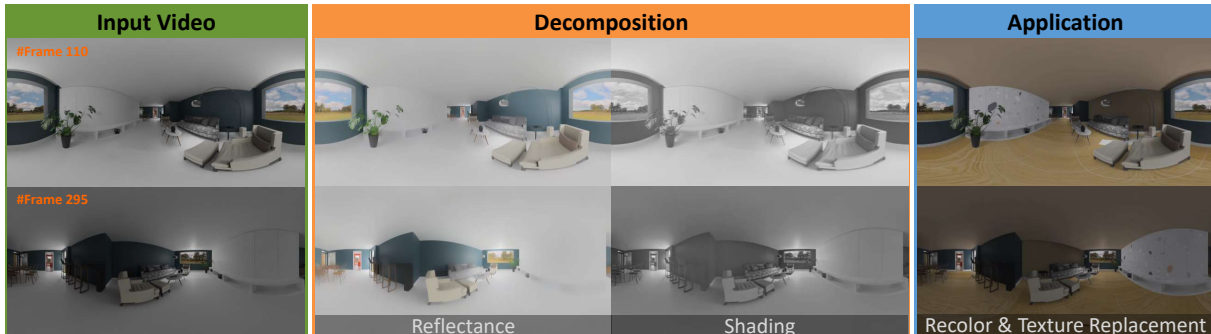 Input Video
Decomposition
Application
#Frame 110
#Frame 295
Reflectance
Shading
Recolor & Texture Replacement